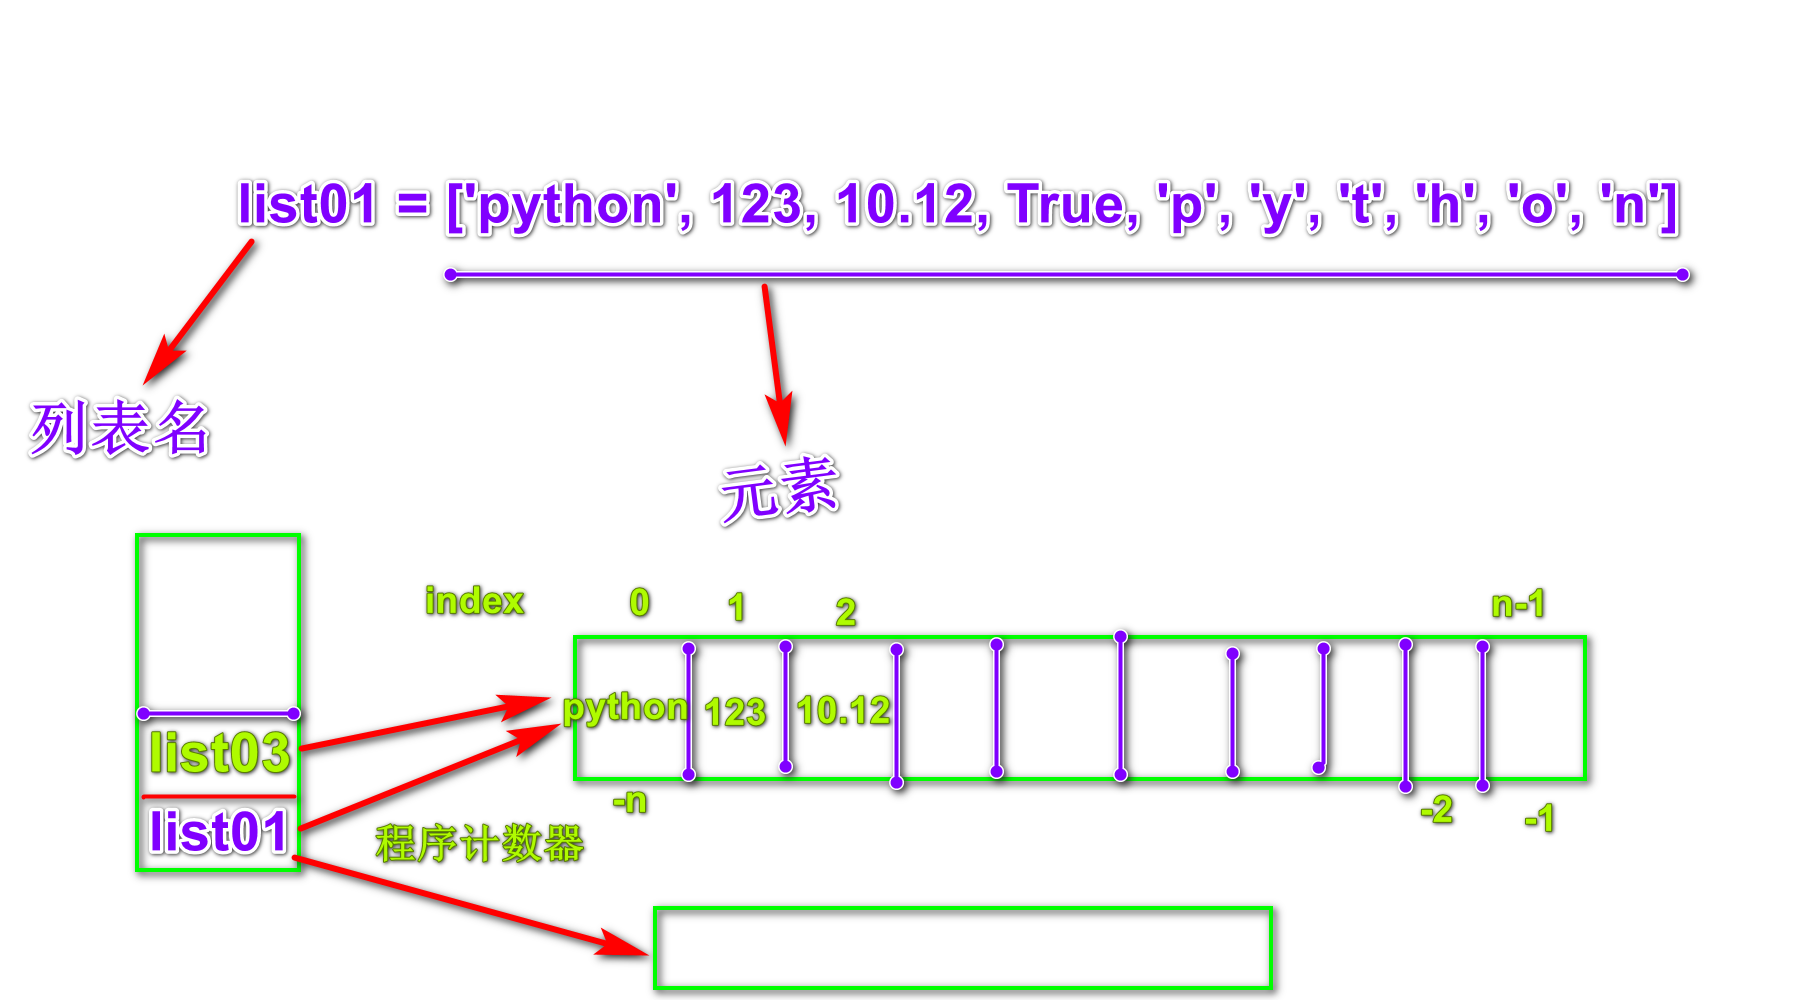 list01 = ['python', 123, 10.12, True, 'p', 'y', 't', 'h', 'o', 'n']
列表名
元素
index 0 1 2 n-1
python 123 10.12
list03
-n -2 -1
list01
程序计数器